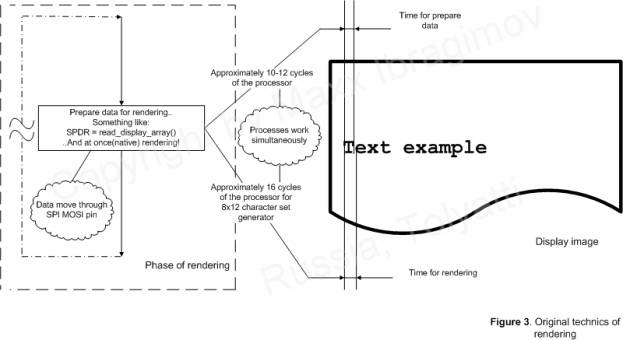 Time for prepare
data
Approximately 10-12 cycles
of the processor
Prepare data for rendering..
Something like:
SPDR = read_display_array()
..And at once(native) rendering!
Processes work
simultaneously
Text example
Approximately 16 cycles
of the processor for
8x12 character set
generator
Data move through
SPI MOSI pin
Display image
Phase of rendering
Time for rendering
Figure 3. Original technics of
rendering
Copyright by Maxx Ibragimov
Russia, Tolyatti